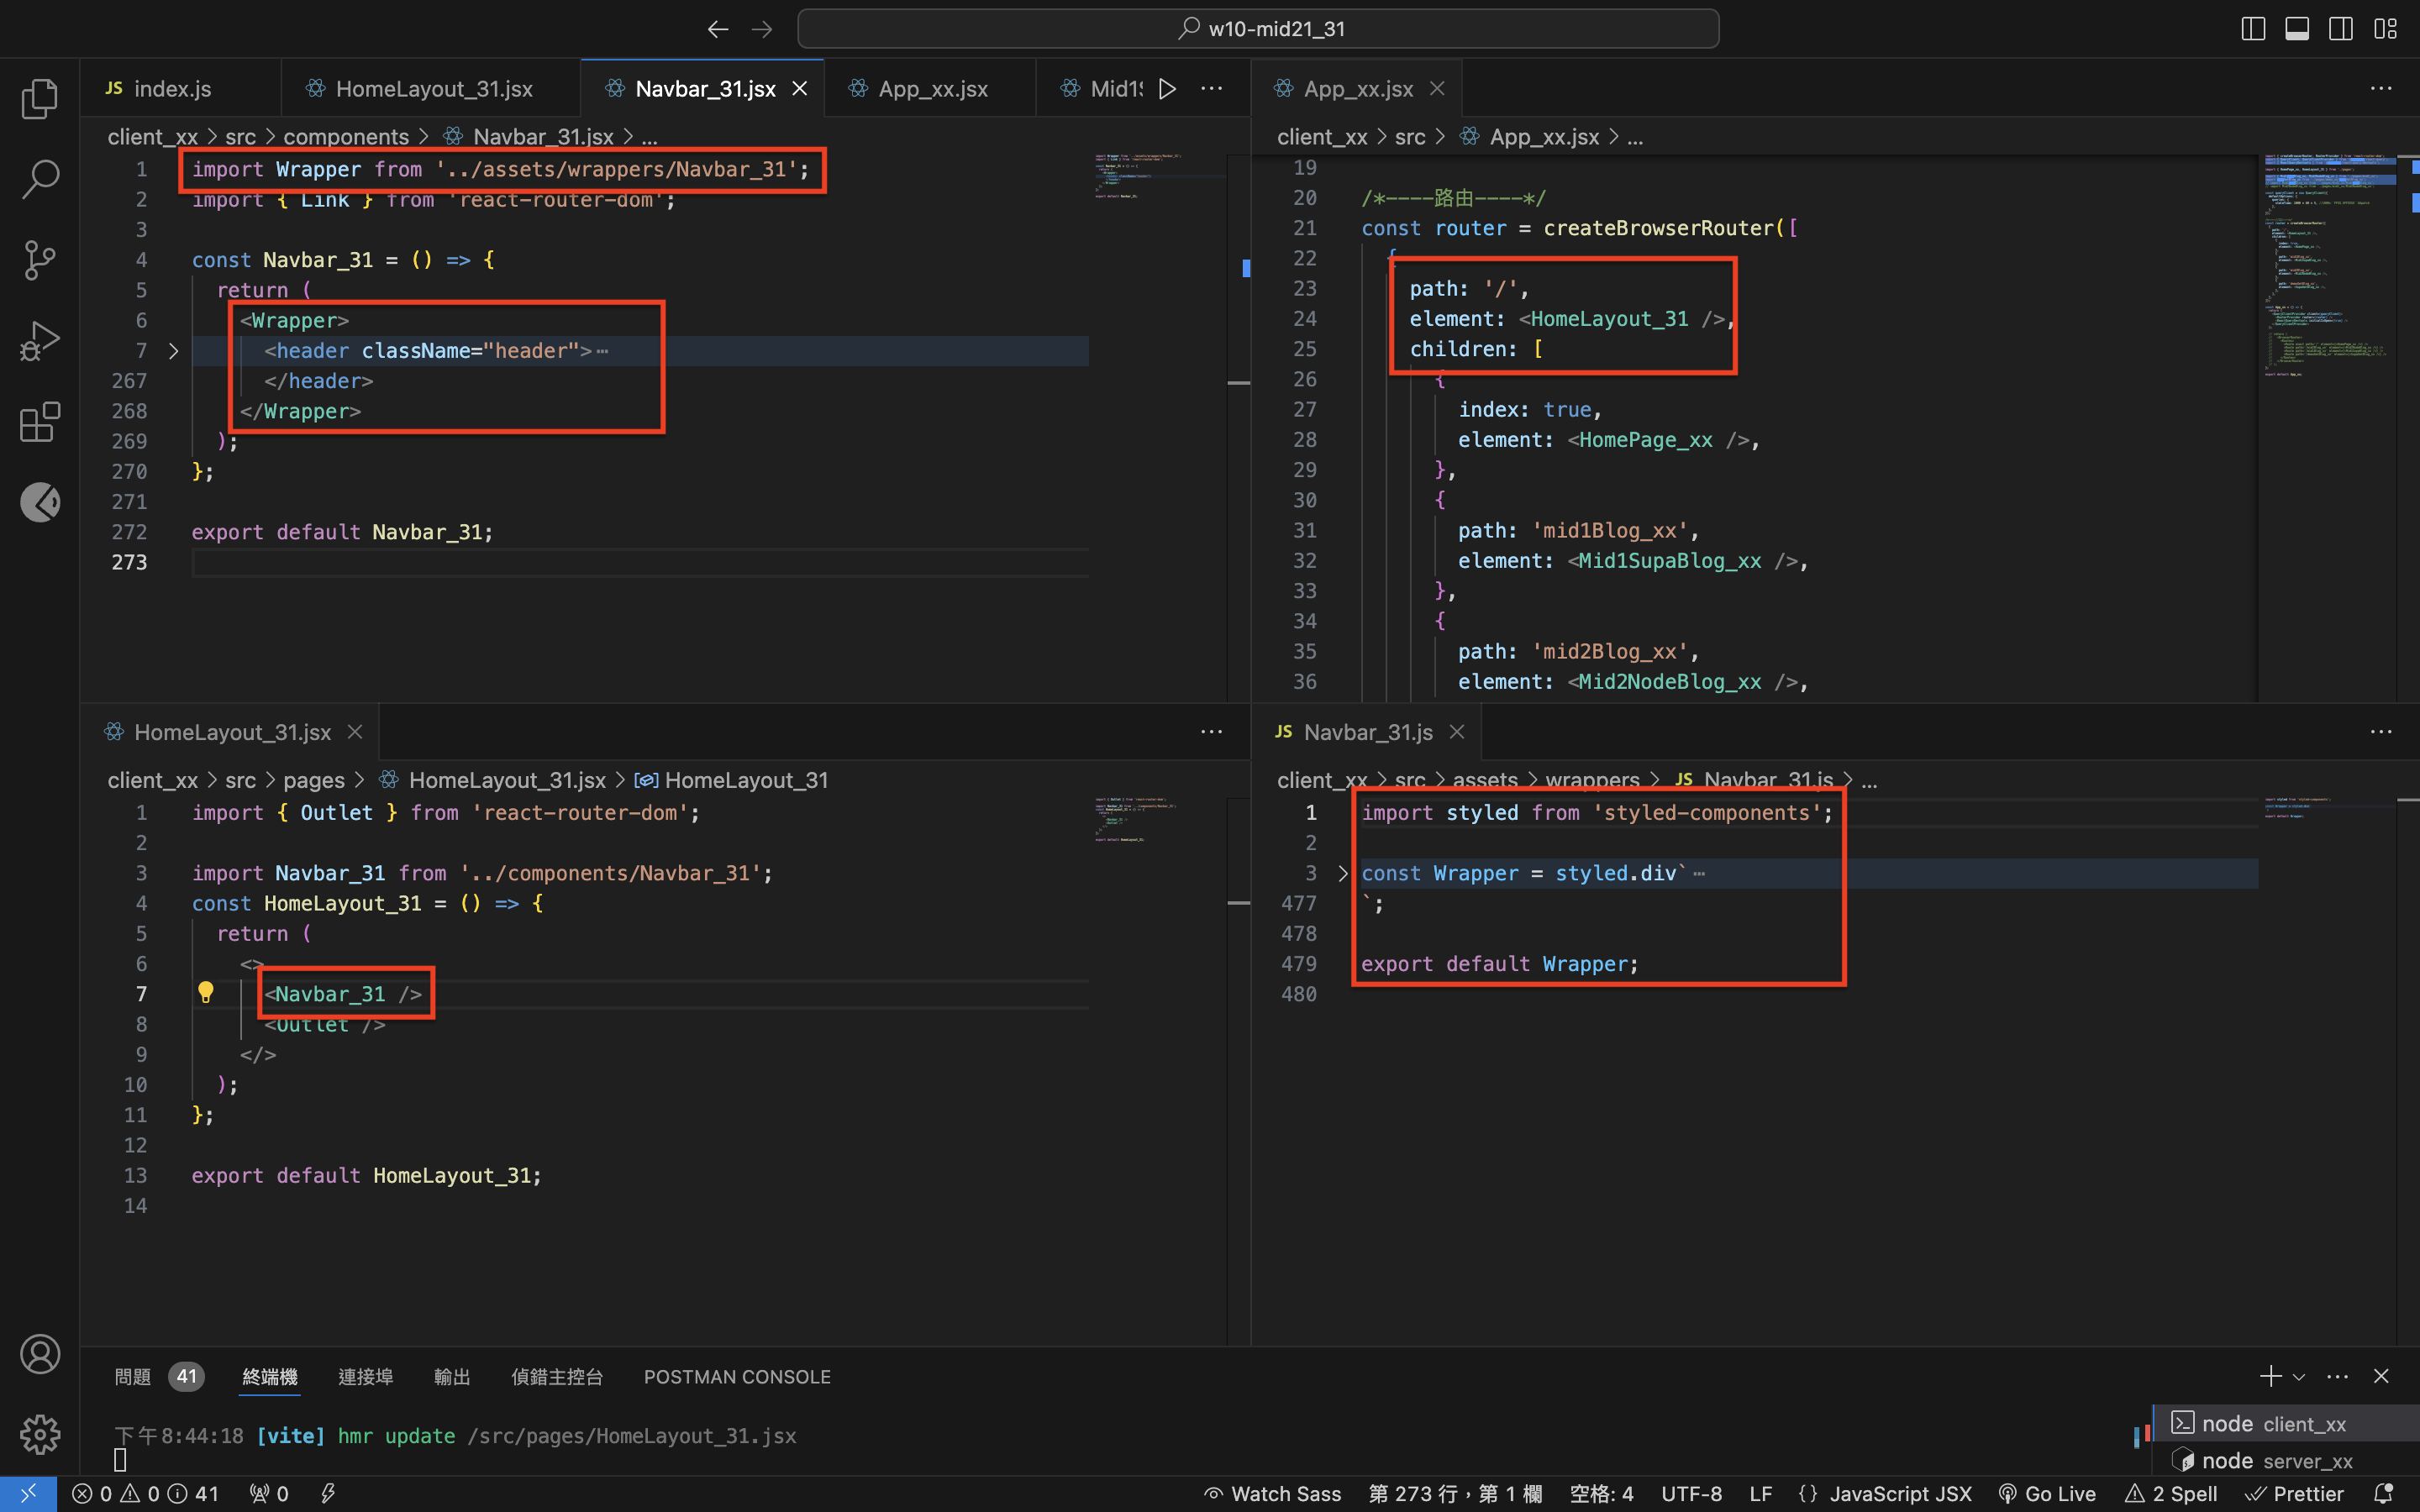 w10-mid21_31
JS index.js
HomeLayout_31.jsx
Navbar_31.jsx
App_xx.jsx
Mid1
client_xx > src > components > Navbar_31.jsx > ...
1 import Wrapper from '../assets/wrappers/Navbar_31';
2 import { Link } from 'react-router-dom';
3
4 const Navbar_31 = () => {
5 return (
6 <Wrapper>
7 <header className="header">⋯
267 </header>
268 </Wrapper>
269 );
270 };
271
272 export default Navbar_31;
273
App_xx.jsx
client_xx > src > App_xx.jsx > ...
19
20 /*----路由----*/
21 const router = createBrowserRouter([
22 {
23 path: '/',
24 element: <HomeLayout_31 />,
25 children: [
26 {
27 index: true,
28 element: <HomePage_xx />,
29 },
30 {
31 path: 'mid1Blog_xx',
32 element: <Mid1SupaBlog_xx />,
33 },
34 {
35 path: 'mid2Blog_xx',
36 element: <Mid2NodeBlog_xx />,
HomeLayout_31.jsx
client_xx > src > pages > HomeLayout_31.jsx > HomeLayout_31
1 import { Outlet } from 'react-router-dom';
2
3 import Navbar_31 from '../components/Navbar_31';
4 const HomeLayout_31 = () => {
5 return (
6 <>
7 <Navbar_31 />
8 <Outlet />
9 </>
10 );
11 };
12
13 export default HomeLayout_31;
14
JS Navbar_31.js
client_xx > src > assets > wrappers > JS Navbar_31.js > ...
1 import styled from 'styled-components';
2
3 const Wrapper = styled.div`⋯
477 `;
478
479 export default Wrapper;
480
問題 41 終端機 連接埠 輸出 偵錯主控台 POSTMAN CONSOLE
下午8:44:18 [vite] hmr update /src/pages/HomeLayout_31.jsx
node client_xx
node server_xx
0 0 41 0 Watch Sass 第 273 行，第 1 欄 空格: 4 UTF-8 LF {} JavaScript JSX Go Live 2 Spell Prettier